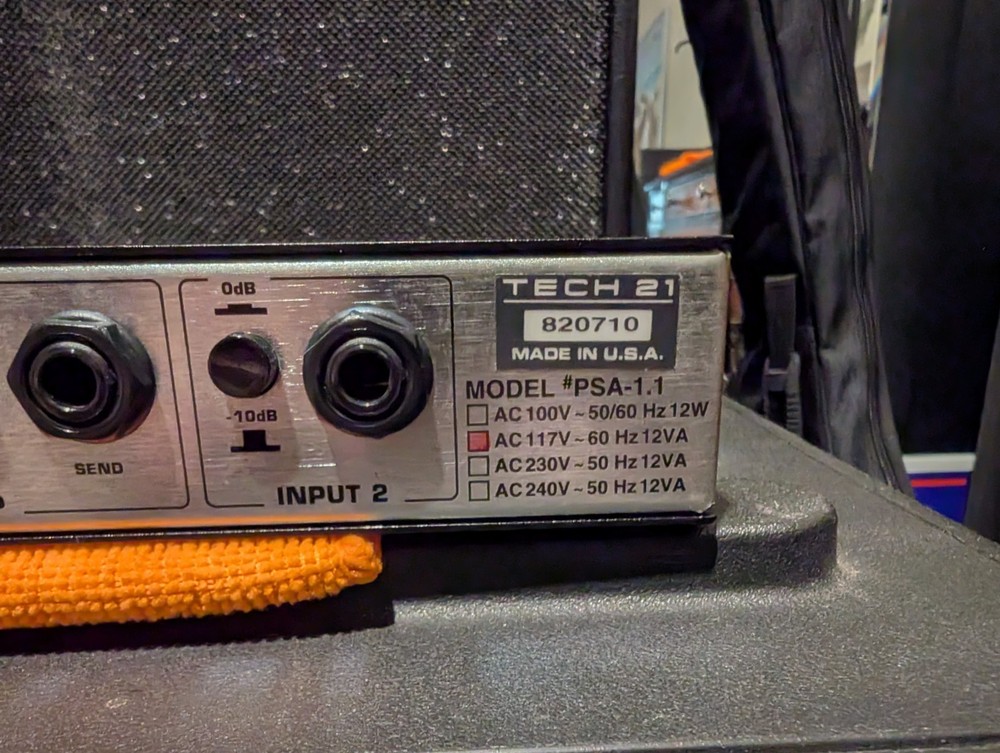 SEND
0dB
-10dB
INPUT 2
TECH 21
820710
MADE IN U.S.A.
MODEL #PSA-1.1
AC 100V ~ 50/60 Hz 12W
AC 117V ~ 60 Hz 12VA
AC 230V ~ 50 Hz 12VA
AC 240V ~ 50 Hz 12VA